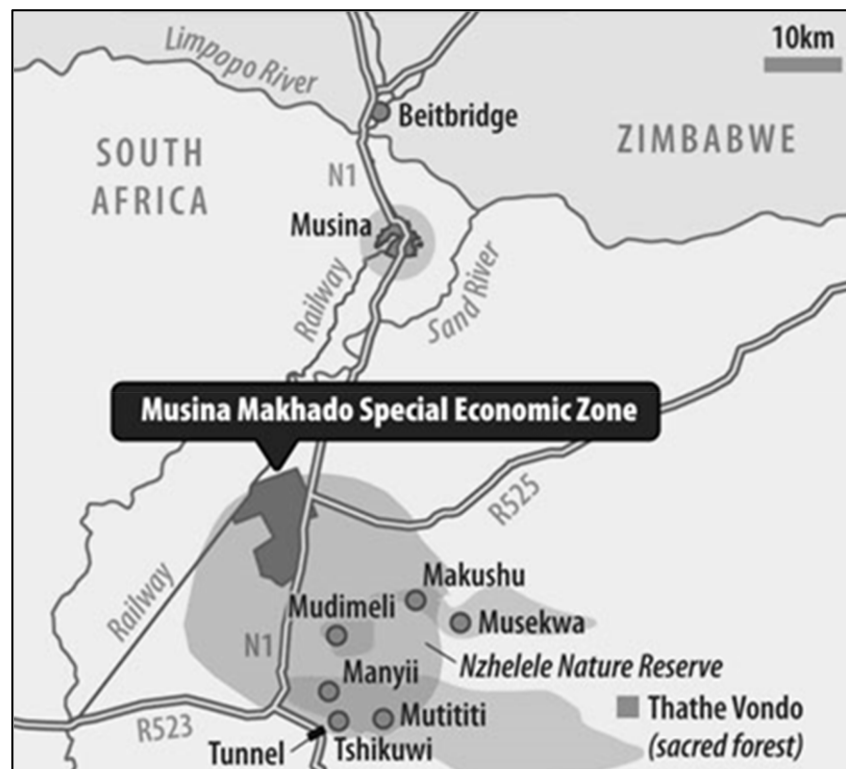 Limpopo River
10km
Beitbridge
ZIMBABWE
SOUTH
AFRICA
N1
Musina
Railway
Sand River
Musina Makhado Special Economic Zone
R525
Railway
Makushu
Mudimeli
Musekwa
N1
Nzhelele Nature Reserve
Manyii
Thathe Vondo
(sacred forest)
R523
Mutititi
Tunnel
Tshikuwi